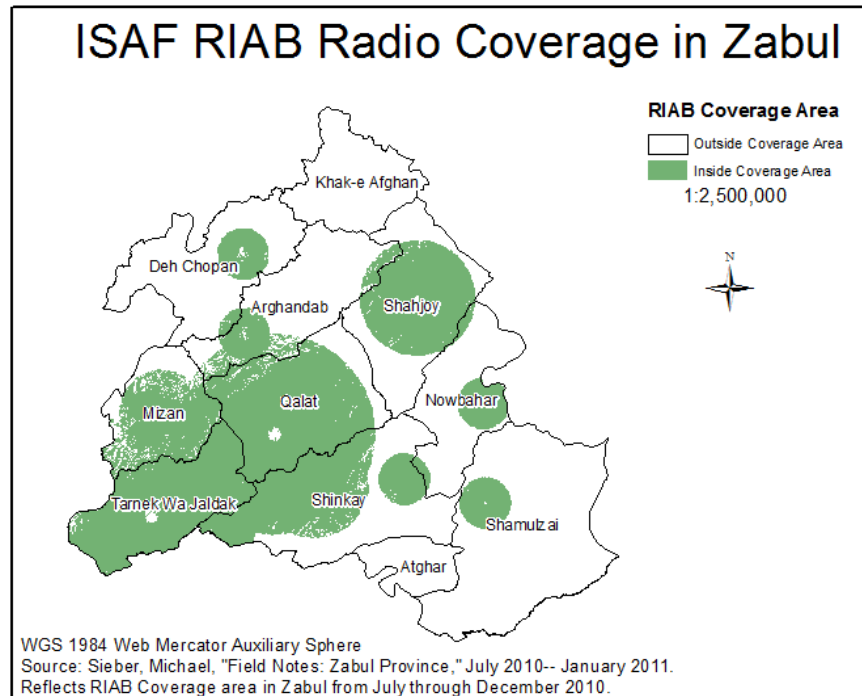 ISAF RIAB Radio Coverage in Zabul
RIAB Coverage Area
Outside Coverage Area
Inside Coverage Area
1:2,500,000
N
Khak-e Afghan
Deh Chopan
Arghandab
Shahjoy
Mizan
Qalat
Nowbahar
Tarnek Wa Jaldak
Shinkay
Shamulzai
Atghar
WGS 1984 Web Mercator Auxiliary Sphere
Source: Sieber, Michael, "Field Notes: Zabul Province," July 2010-- January 2011.
Reflects RIAB Coverage area in Zabul from July through December 2010.